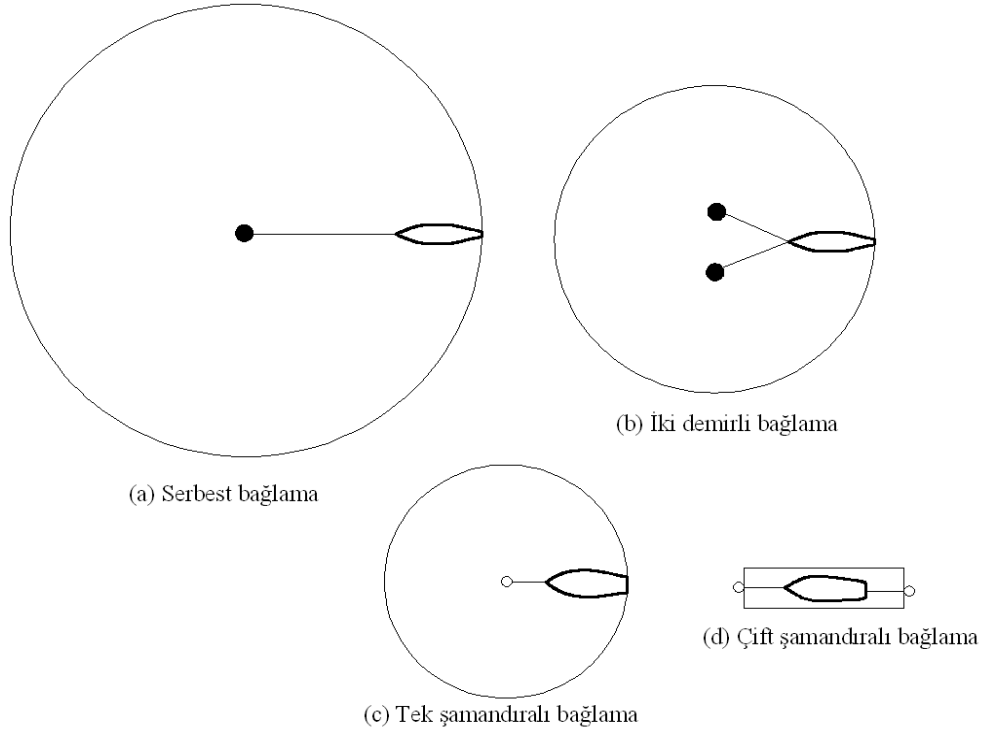 (b) İki demirli bağlama
(a) Serbest bağlama
(d) Çift şamandıralı bağlama
(c) Tek şamandıralı bağlama